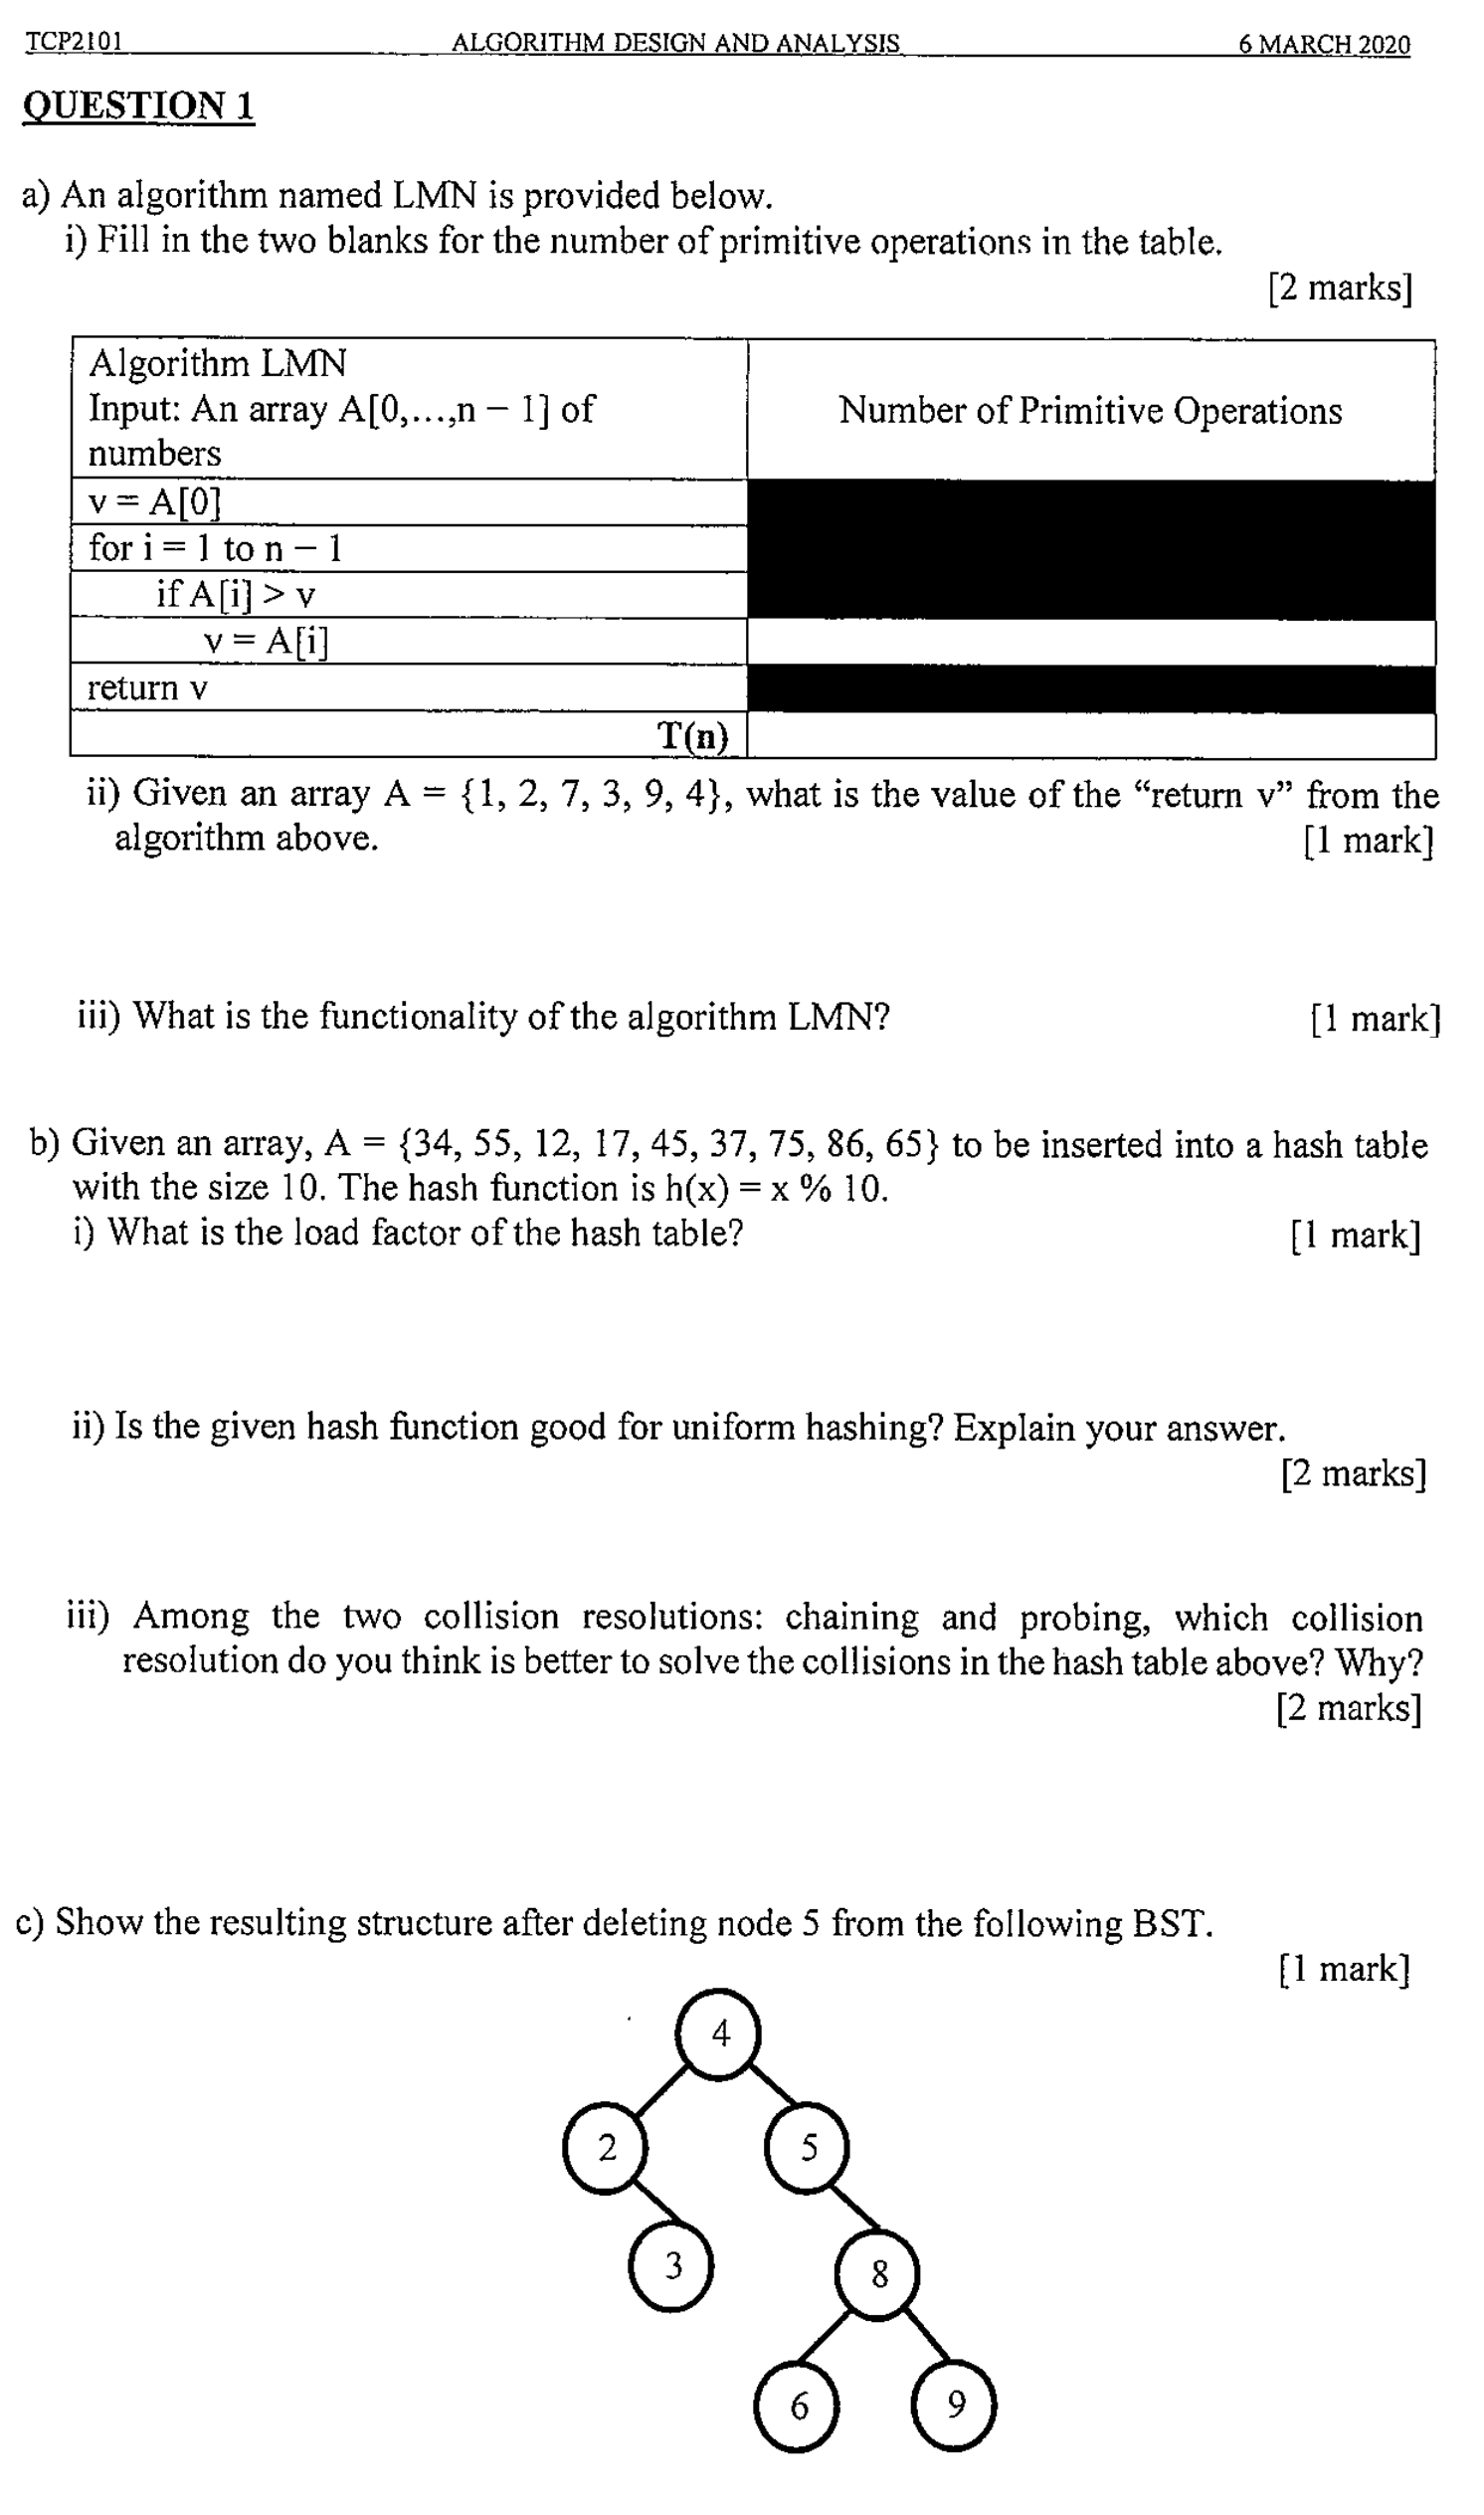 TCP2101 ALGORITHM DESIGN AND ANALYSIS 6 MARCH 2020
QUESTION 1
a) An algorithm named LMN is provided below.
i) Fill in the two blanks for the number of primitive operations in the table.
[2 marks]
Algorithm LMN
Input: An array A[0,...,n − 1] of
numbers
Number of Primitive Operations
v = A[0]
for i = 1 to n − 1
if A[i] > v
v = A[i]
return v
T(n)
ii) Given an array A = {1, 2, 7, 3, 9, 4}, what is the value of the “return v” from the
algorithm above. [1 mark]
iii) What is the functionality of the algorithm LMN? [1 mark]
b) Given an array, A = {34, 55, 12, 17, 45, 37, 75, 86, 65} to be inserted into a hash table
with the size 10. The hash function is h(x) = x % 10.
i) What is the load factor of the hash table? [1 mark]
ii) Is the given hash function good for uniform hashing? Explain your answer.
[2 marks]
iii) Among the two collision resolutions: chaining and probing, which collision
resolution do you think is better to solve the collisions in the hash table above? Why?
[2 marks]
c) Show the resulting structure after deleting node 5 from the following BST.
[1 mark]
4
2 5
3 8
6 9